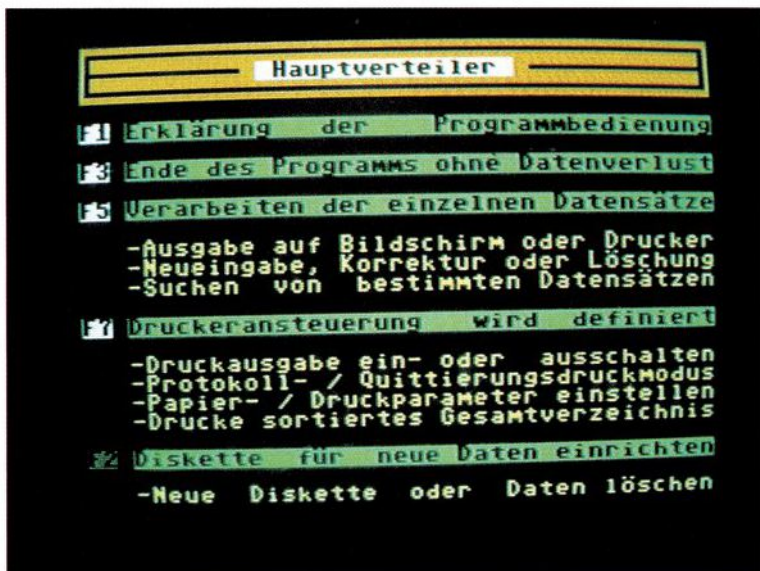 Hauptverteiler
F1 Erklärung der Programmbedienung
F3 Ende des Programms ohne Datenverlust
F5 Verarbeiten der einzelnen Datensätze
-Ausgabe auf Bildschirm oder Drucker
-Neueingabe, Korrektur oder Löschung
-Suchen von bestimmten Datensätzen
F7 Druckeransteuerung wird definiert
-Druckausgabe ein- oder ausschalten
-Protokoll- / Quittierungsdruckmodus
-Papier- / Druckparameter einstellen
-Drucke sortiertes Gesamtverzeichnis
Diskette für neue Daten einrichten
-Neue Diskette oder Daten löschen